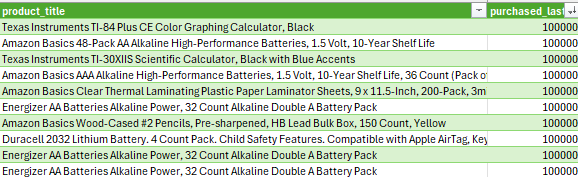 product_title purchased_last
Texas Instruments TI-84 Plus CE Color Graphing Calculator, Black 100000
Amazon Basics 48-Pack AA Alkaline High-Performance Batteries, 1.5 Volt, 10-Year Shelf Life 100000
Texas Instruments TI-30XIIS Scientific Calculator, Black with Blue Accents 100000
Amazon Basics AAA Alkaline High-Performance Batteries, 1.5 Volt, 10-Year Shelf Life, 36 Count (Pack o 100000
Amazon Basics Clear Thermal Laminating Plastic Paper Laminator Sheets, 9 x 11.5-Inch, 200-Pack, 3m 100000
Energizer AA Batteries Alkaline Power, 32 Count Alkaline Double A Battery Pack 100000
Amazon Basics Wood-Cased #2 Pencils, Pre-sharpened, HB Lead Bulk Box, 150 Count, Yellow 100000
Duracell 2032 Lithium Battery. 4 Count Pack. Child Safety Features. Compatible with Apple AirTag, Key 100000
Energizer AA Batteries Alkaline Power, 32 Count Alkaline Double A Battery Pack 100000
Energizer AA Batteries Alkaline Power, 32 Count Alkaline Double A Battery Pack 100000